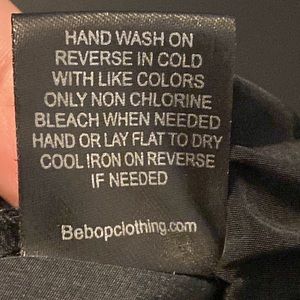 HAND WASH ON
REVERSE IN COLD
WITH LIKE COLORS
ONLY NON CHLORINE
BLEACH WHEN NEEDED
HAND OR LAY FLAT TO DRY
COOL IRON ON REVERSE
IF NEEDED
Bebopclothing.com